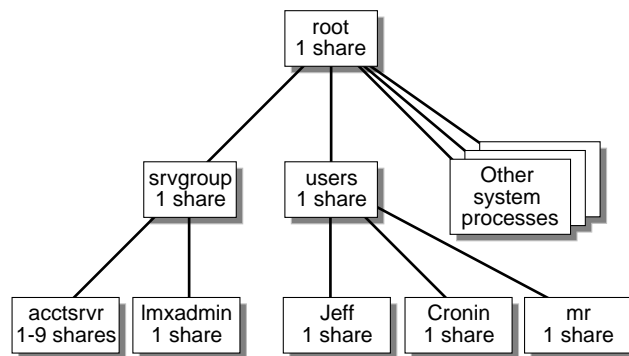 root
1 share
srvgroup
1 share
users
1 share
Other
system
processes
acctsrvr
1-9 shares
lmxadmin
1 share
Jeff
1 share
Cronin
1 share
mr
1 share